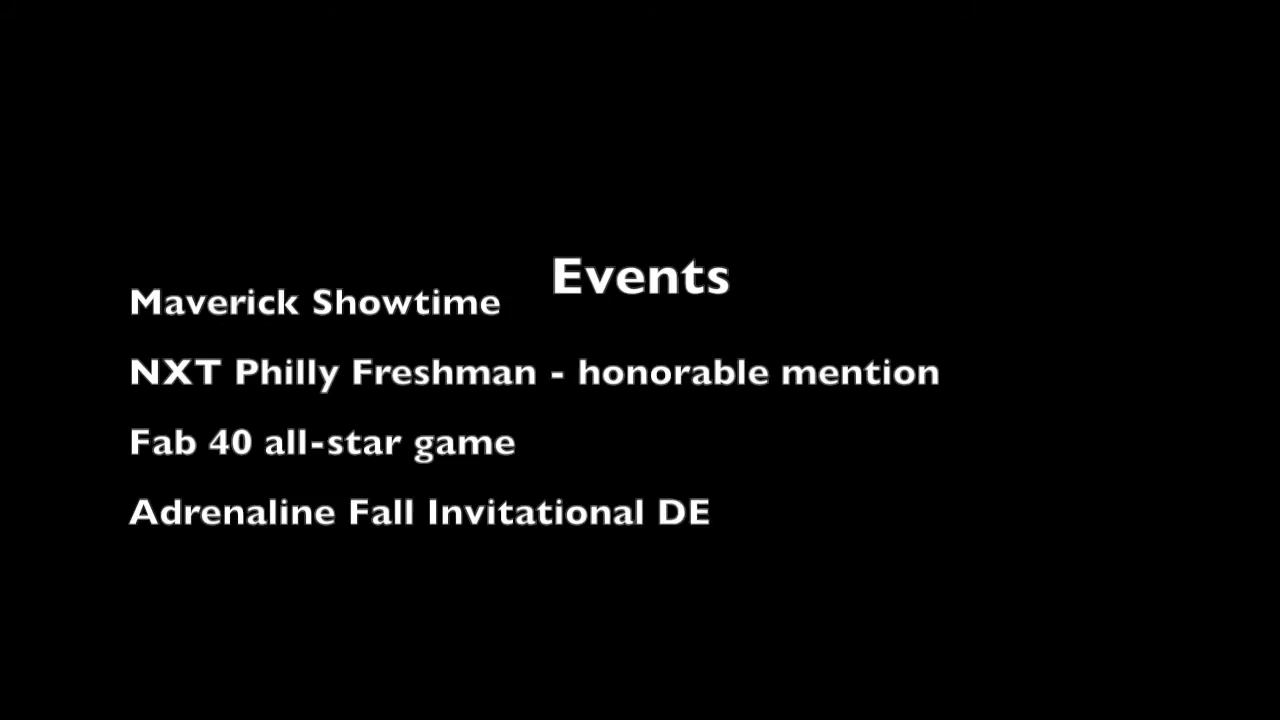 Events
Maverick Showtime
NXT Philly Freshman - honorable mention
Fab 40 all-star game
Adrenaline Fall Invitational DE